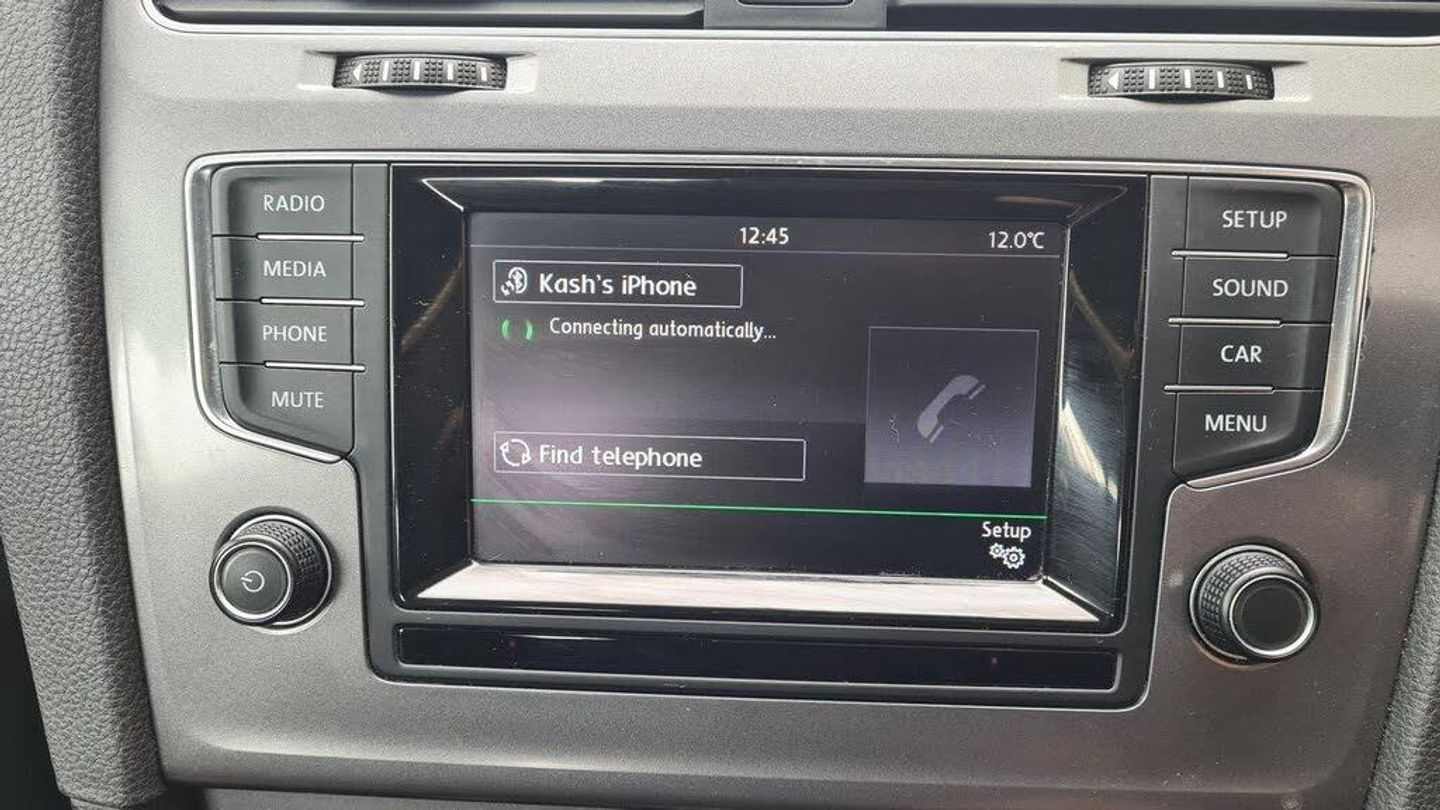 RADIO
MEDIA
PHONE
MUTE
12:45
12.0°C
Kash's iPhone
Connecting automatically...
Find telephone
Setup
SETUP
SOUND
CAR
MENU